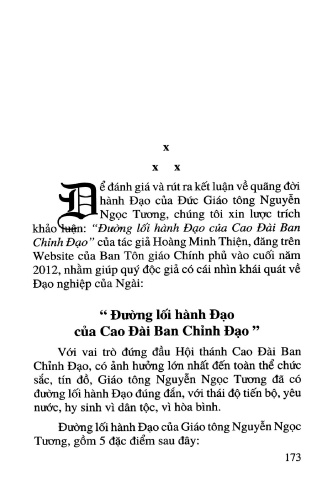 x
x x
Để đánh giá và rút ra kết luận về quãng đời
hành Đạo của Đức Giáo tông Nguyễn
Ngọc Tương, chúng tôi xin lược trích
khảo luận: “Đường lối hành Đạo của Cao Đài Ban
Chỉnh Đạo” của tác giả Hoàng Minh Thiện, đăng trên
Website của Ban Tôn giáo Chính phủ vào cuối năm
2012, nhằm giúp quý độc giả có cái nhìn khái quát về
Đạo nghiệp của Ngài:
“ Đường lối hành Đạo
của Cao Đài Ban Chỉnh Đạo ”
Với vai trò đứng đầu Hội thánh Cao Đài Ban
Chỉnh Đạo, có ảnh hưởng lớn nhất đến toàn thể chức
sắc, tín đồ, Giáo tông Nguyễn Ngọc Tương đã có
đường lối hành Đạo đúng đắn, với thái độ tiến bộ, yêu
nước, hy sinh vì dân tộc, vì hòa bình.
Đường lối hành Đạo của Giáo tông Nguyễn Ngọc
Tương, gồm 5 đặc điểm sau đây:
173